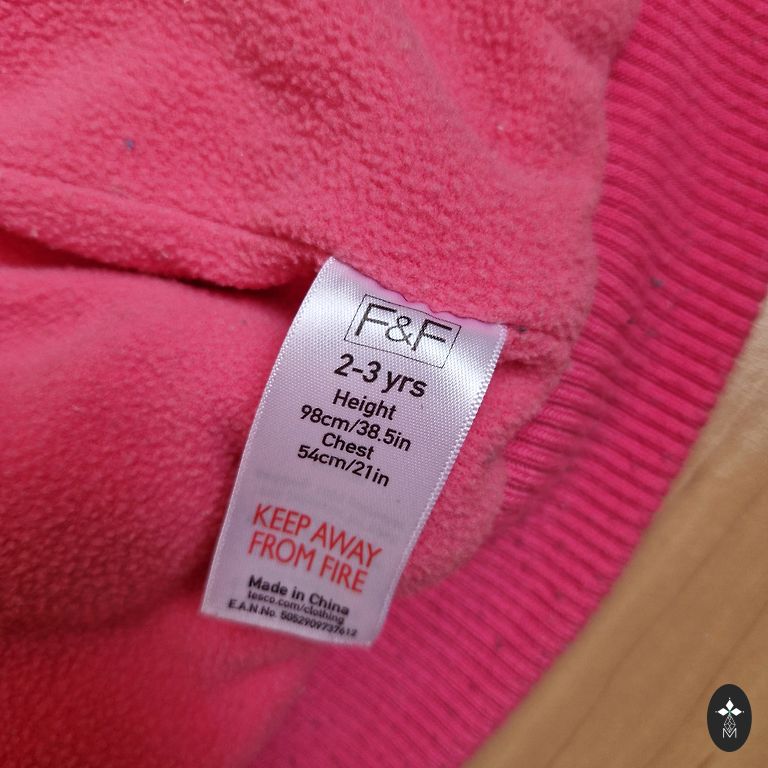 F&F
2-3 yrs
Height
98cm/38.5in
Chest
54cm/21in
KEEP AWAY
FROM FIRE
Made in China
tesco.com/clothing
E.A.N.No. 5052909737612
M